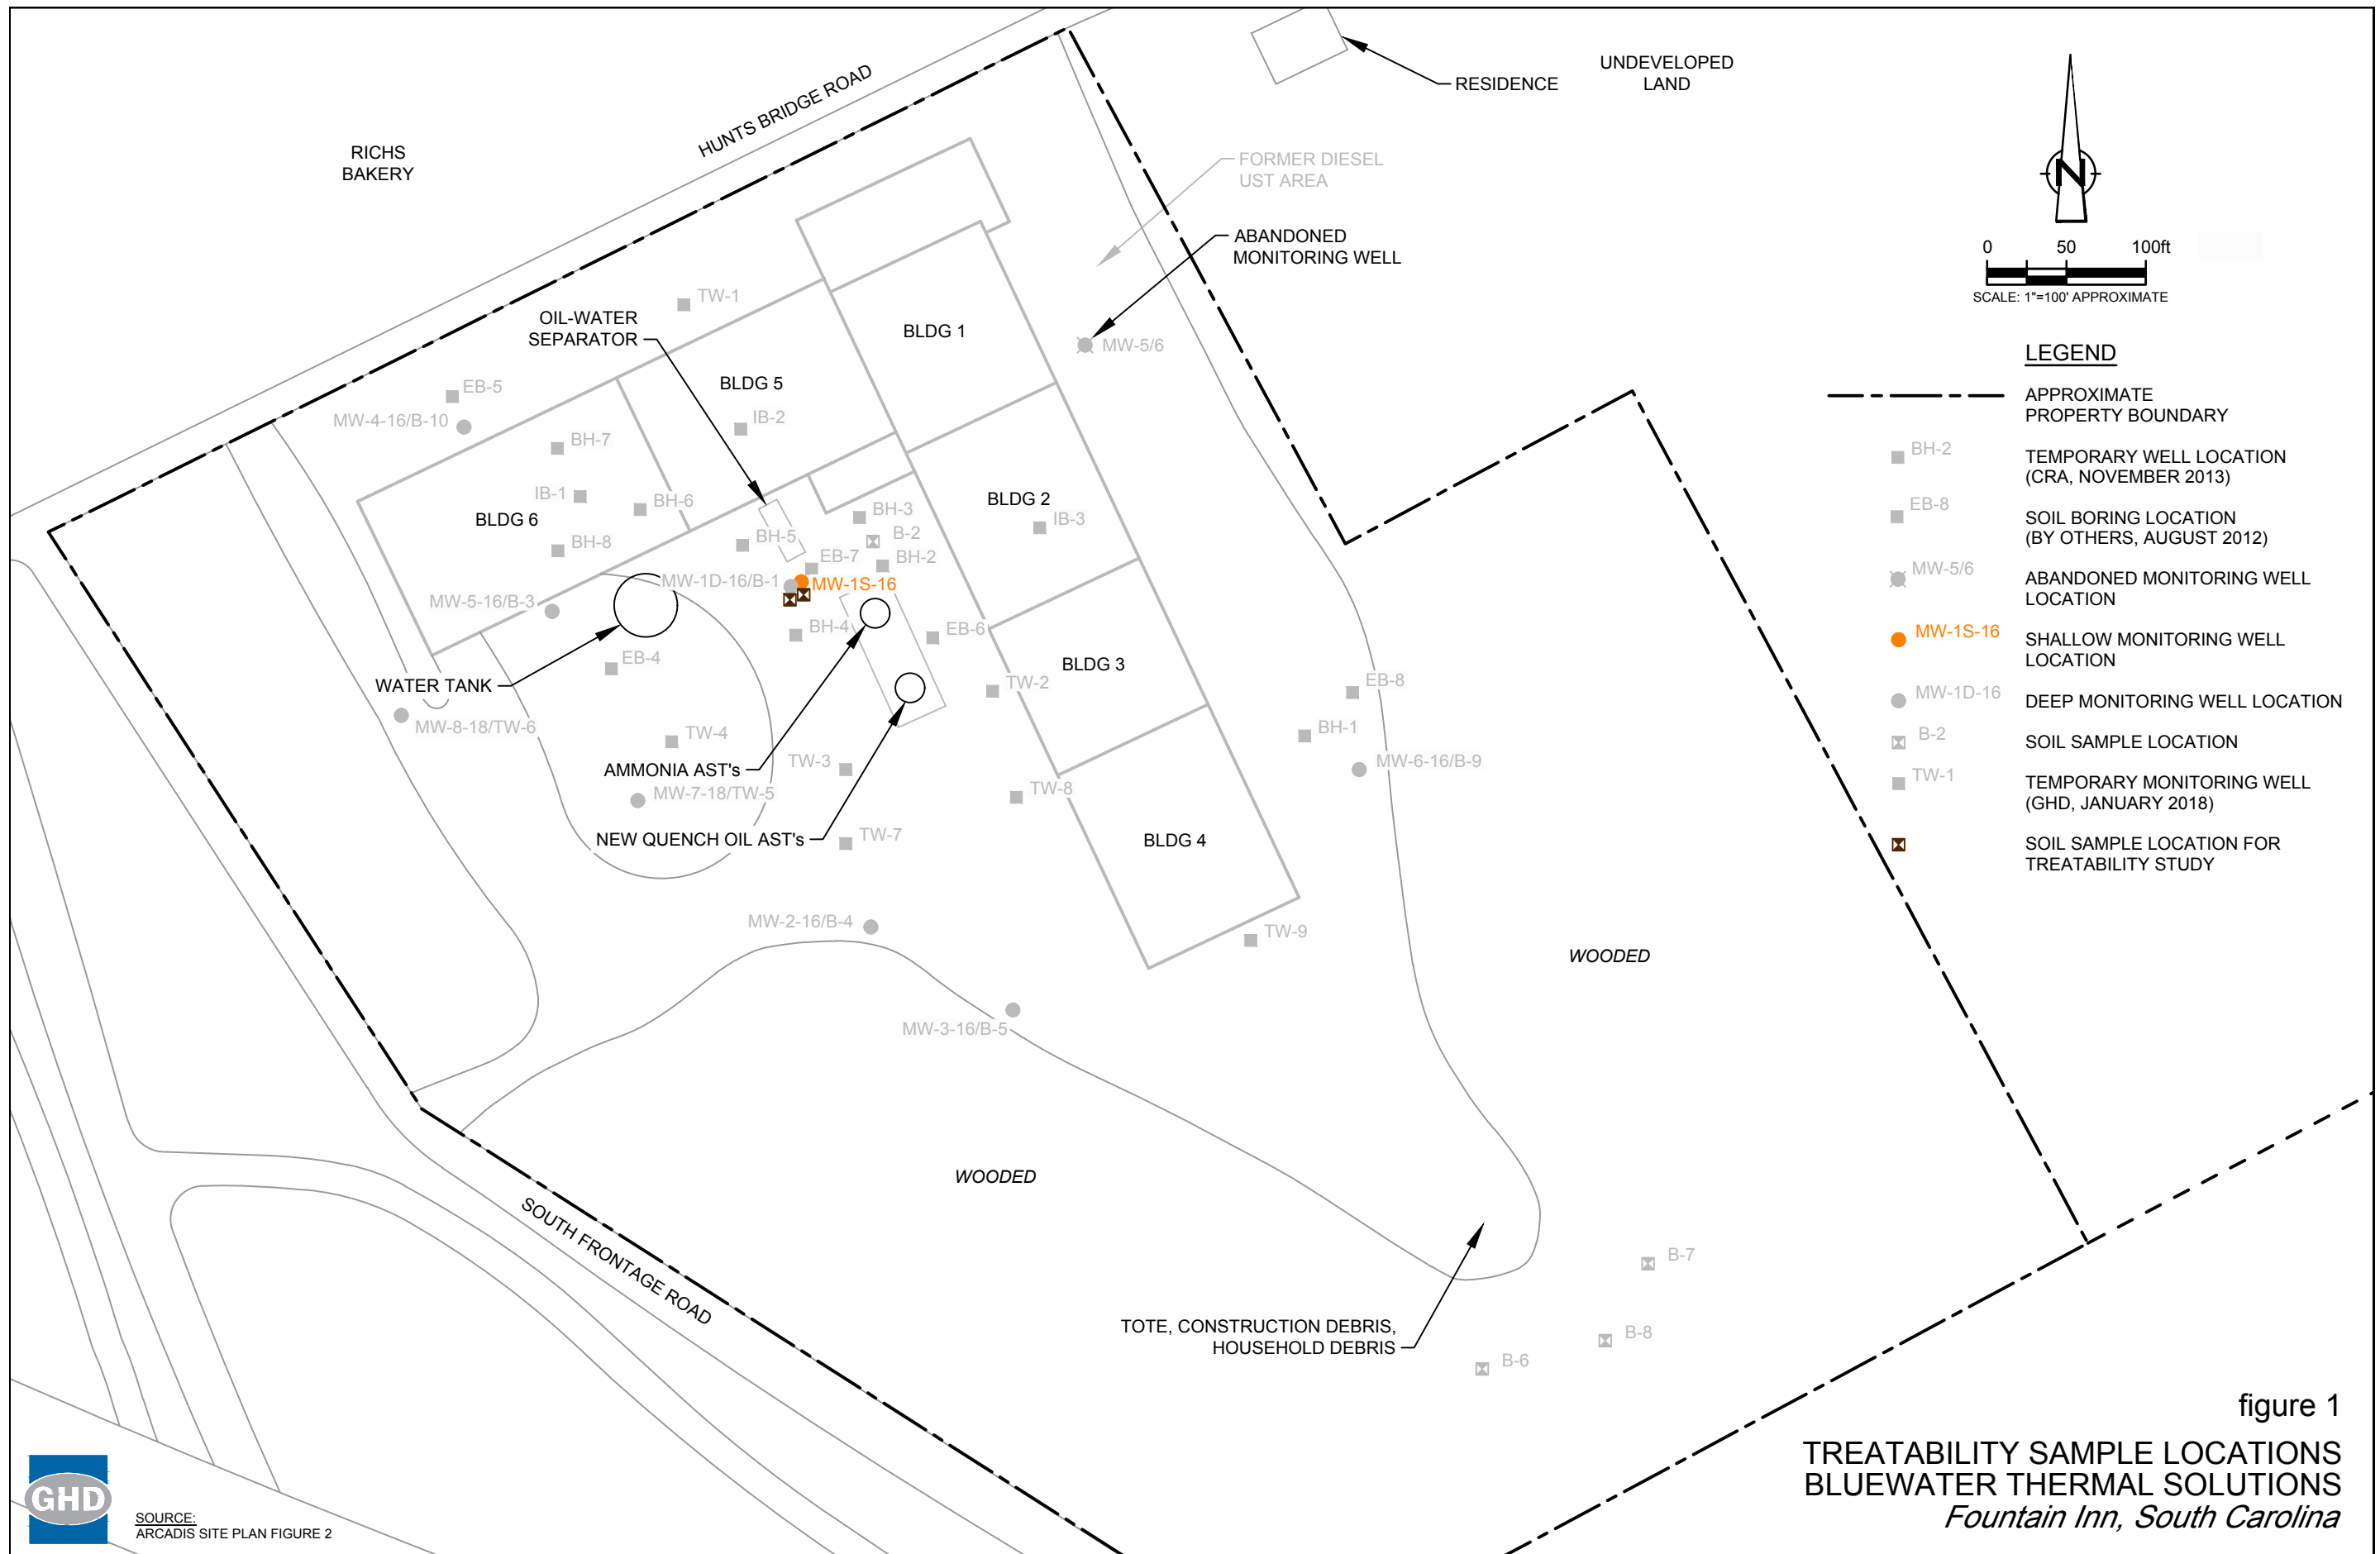 HUNTS BRIDGE ROAD
RICHS
BAKERY
RESIDENCE
UNDEVELOPED
LAND
FORMER DIESEL
UST AREA
ABANDONED
MONITORING WELL
N
0 50 100ft
SCALE: 1"=100' APPROXIMATE
OIL-WATER
SEPARATOR
TW-1
BLDG 1
MW-5/6
BLDG 5
IB-2
EB-5
MW-4-16/B-10
BH-7
IB-1
BH-6
BLDG 6
BH-8
BH-5
BH-3
B-2
EB-7
BH-2
BLDG 2
IB-3
MW-1D-16/B-1
MW-1S-16
MW-5-16/B-3
BH-4
EB-6
EB-4
WATER TANK
BLDG 3
TW-2
EB-8
MW-8-18/TW-6
BH-1
TW-4
TW-3
AMMONIA AST's
MW-6-16/B-9
MW-7-18/TW-5
TW-8
NEW QUENCH OIL AST's
TW-7
BLDG 4
MW-2-16/B-4
TW-9
WOODED
MW-3-16/B-5
WOODED
SOUTH FRONTAGE ROAD
TOTE, CONSTRUCTION DEBRIS,
HOUSEHOLD DEBRIS
B-7
B-8
B-6
LEGEND
APPROXIMATE
PROPERTY BOUNDARY
BH-2
TEMPORARY WELL LOCATION
(CRA, NOVEMBER 2013)
EB-8
SOIL BORING LOCATION
(BY OTHERS, AUGUST 2012)
MW-5/6
ABANDONED MONITORING WELL
LOCATION
MW-1S-16
SHALLOW MONITORING WELL
LOCATION
MW-1D-16
DEEP MONITORING WELL LOCATION
B-2
SOIL SAMPLE LOCATION
TW-1
TEMPORARY MONITORING WELL
(GHD, JANUARY 2018)
SOIL SAMPLE LOCATION FOR
TREATABILITY STUDY
figure 1
TREATABILITY SAMPLE LOCATIONS
BLUEWATER THERMAL SOLUTIONS
Fountain Inn, South Carolina
GHD
SOURCE:
ARCADIS SITE PLAN FIGURE 2